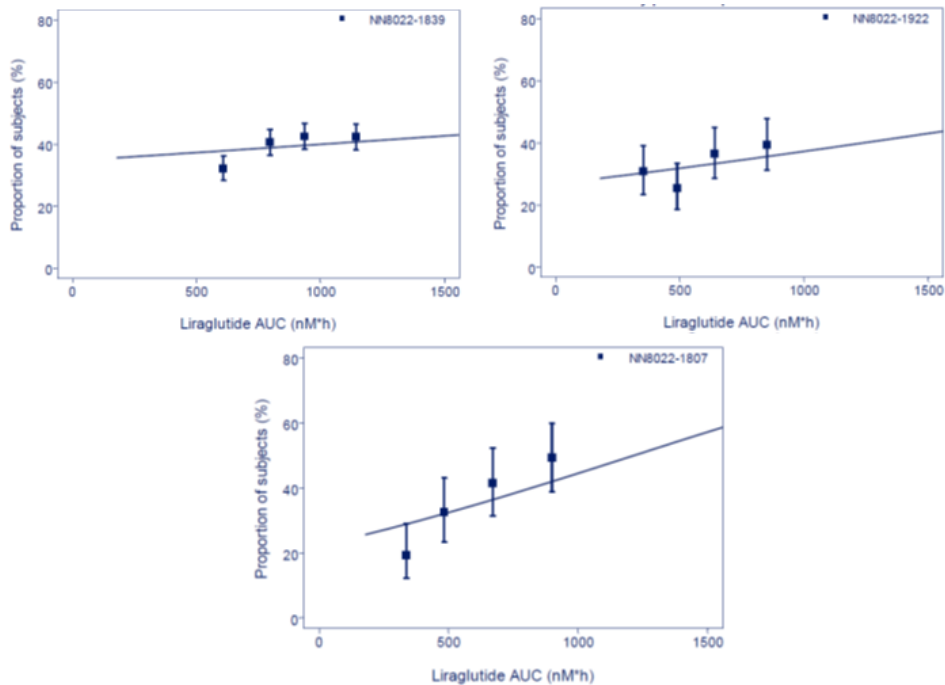 NN8022-1839
Proportion of subjects (%)
80
60
40
20
0
0 500 1000 1500
Liraglutide AUC (nM*h)
NN8022-1922
Proportion of subjects (%)
80
60
40
20
0
0 500 1000 1500
Liraglutide AUC (nM*h)
NN8022-1807
Proportion of subjects (%)
80
60
40
20
0
0 500 1000 1500
Liraglutide AUC (nM*h)